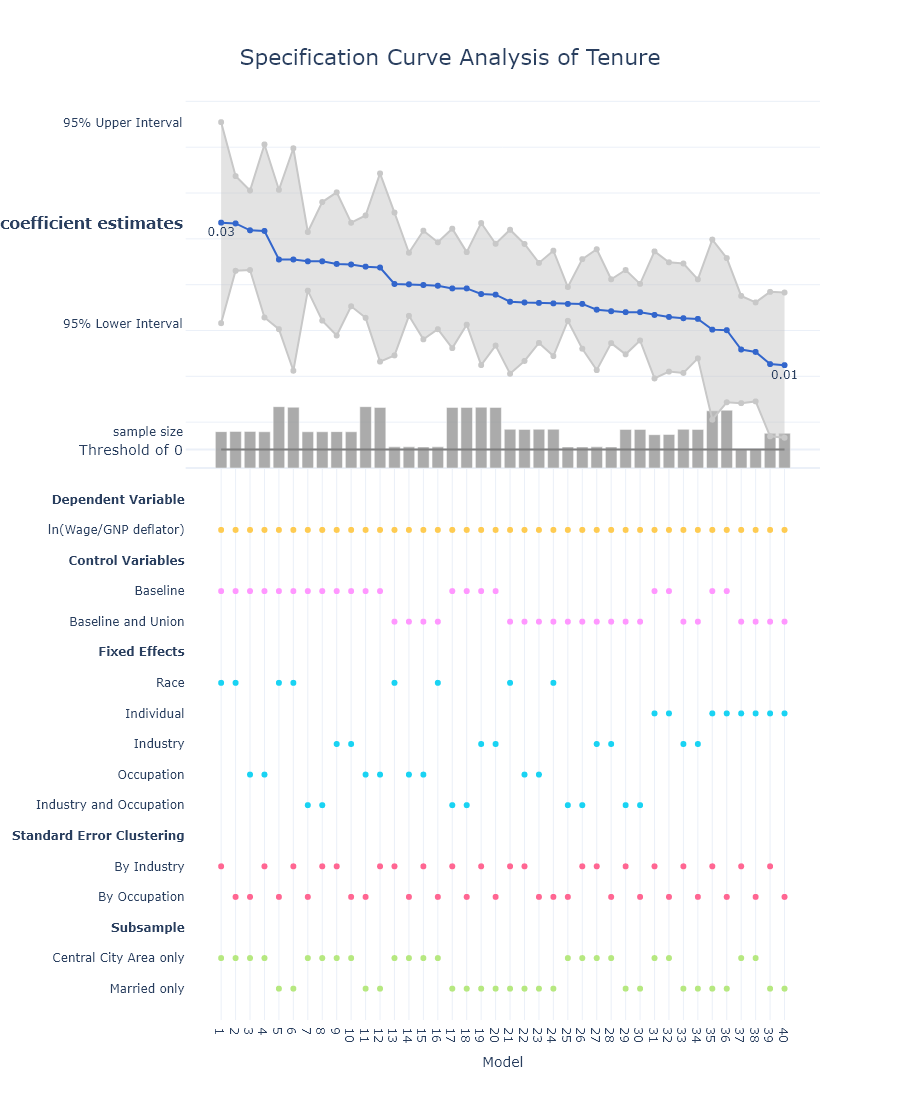 Specification Curve Analysis of Tenure
95% Upper Interval
coefficient estimates
0.03
95% Lower Interval
0.01
sample size
Threshold of 0
Dependent Variable
ln(Wage/GNP deflator)
Control Variables
Baseline
Baseline and Union
Fixed Effects
Race
Individual
Industry
Occupation
Industry and Occupation
Standard Error Clustering
By Industry
By Occupation
Subsample
Central City Area only
Married only
1 2 3 4 5 6 7 8 9 10 11 12 13 14 15 16 17 18 19 20 21 22 23 24 25 26 27 28 29 30 31 32 33 34 35 36 37 38 39 40
Model